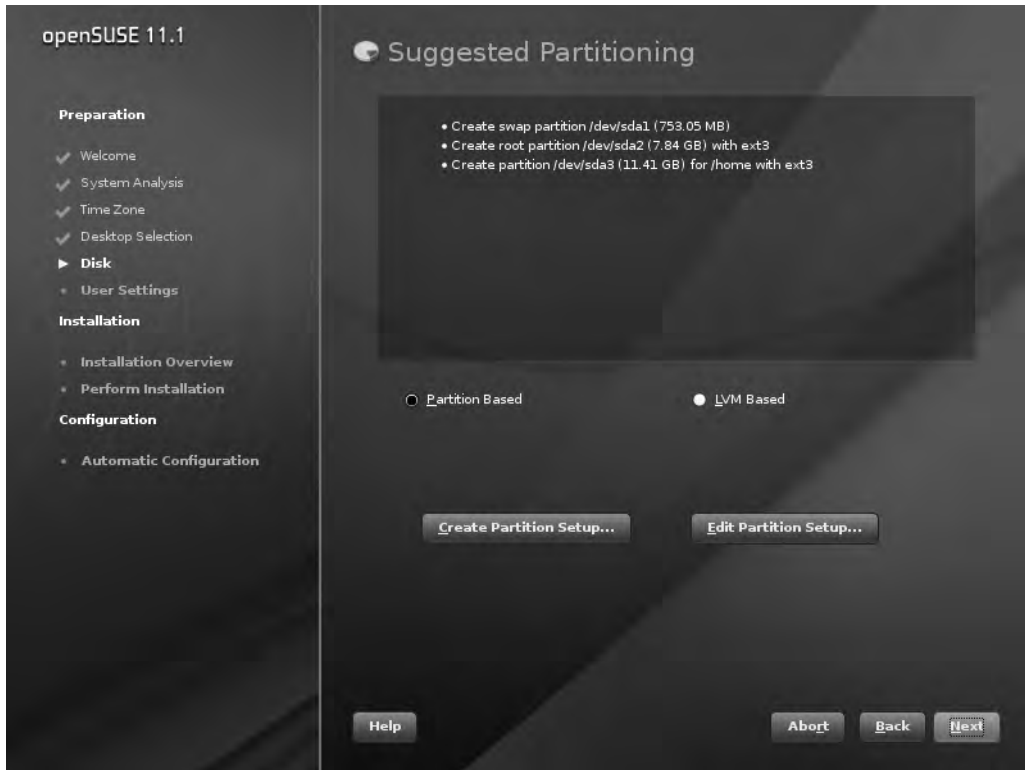 openSUSE 11.1
Preparation
Welcome
System Analysis
Time Zone
Desktop Selection
Disk
User Settings
Installation
Installation Overview
Perform Installation
Configuration
Automatic Configuration
Suggested Partitioning
• Create swap partition /dev/sda1 (753.05 MB)
• Create root partition /dev/sda2 (7.84 GB) with ext3
• Create partition /dev/sda3 (11.41 GB) for /home with ext3
Partition Based
LVM Based
Create Partition Setup...
Edit Partition Setup...
Help
Abort
Back
Next